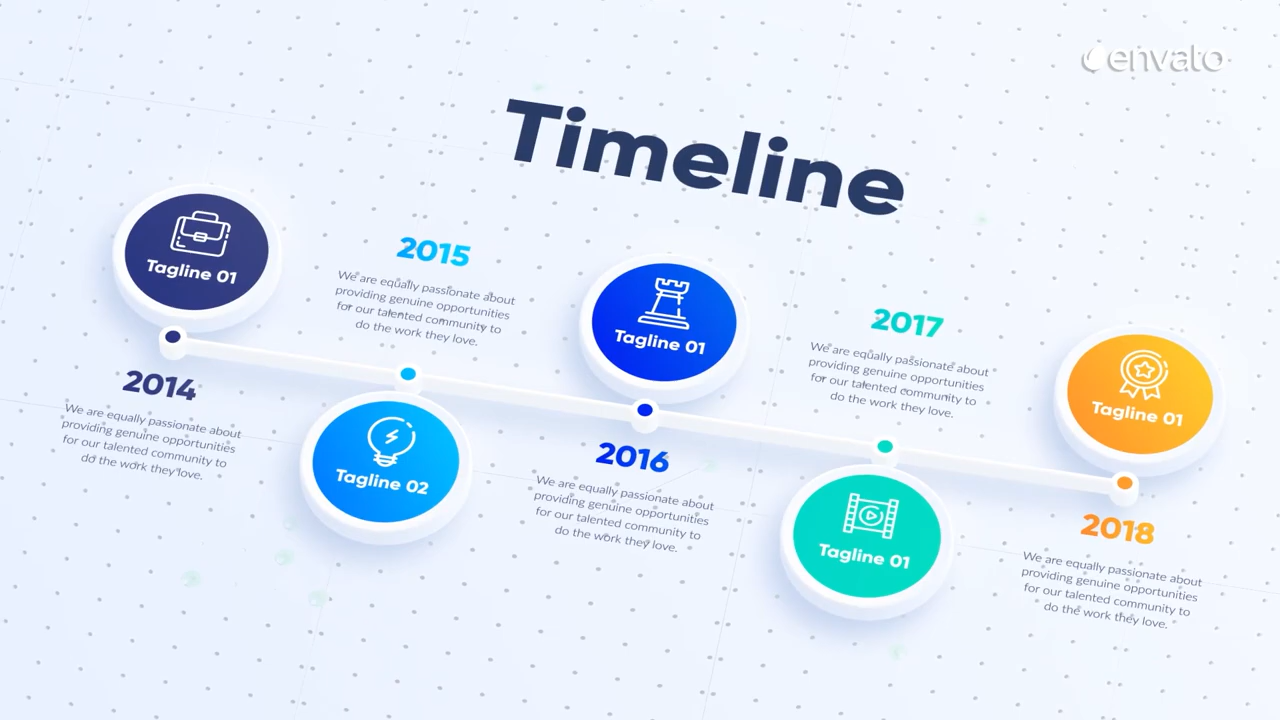 envato
Timeline
Tagline 01
2014
We are equally passionate about
providing genuine opportunities
for our talented community to
do the work they love.
2015
We are equally passionate about
providing genuine opportunities
for our talented community to
do the work they love.
Tagline 02
Tagline 01
2016
We are equally passionate about
providing genuine opportunities
for our talented community to
do the work they love.
2017
We are equally passionate about
providing genuine opportunities
for our talented community to
do the work they love.
Tagline 01
Tagline 01
2018
We are equally passionate about
providing genuine opportunities
for our talented community to
do the work they love.